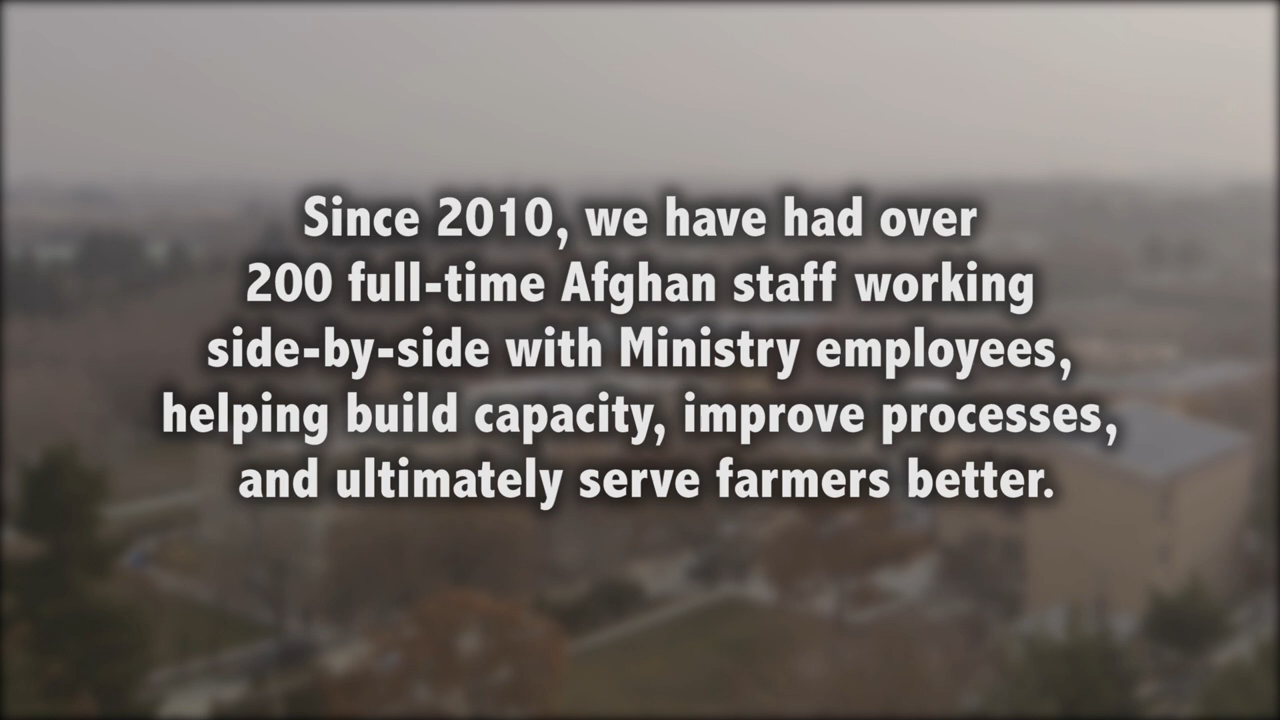 Since 2010, we have had over
200 full-time Afghan staff working
side-by-side with Ministry employees,
helping build capacity, improve processes,
and ultimately serve farmers better.